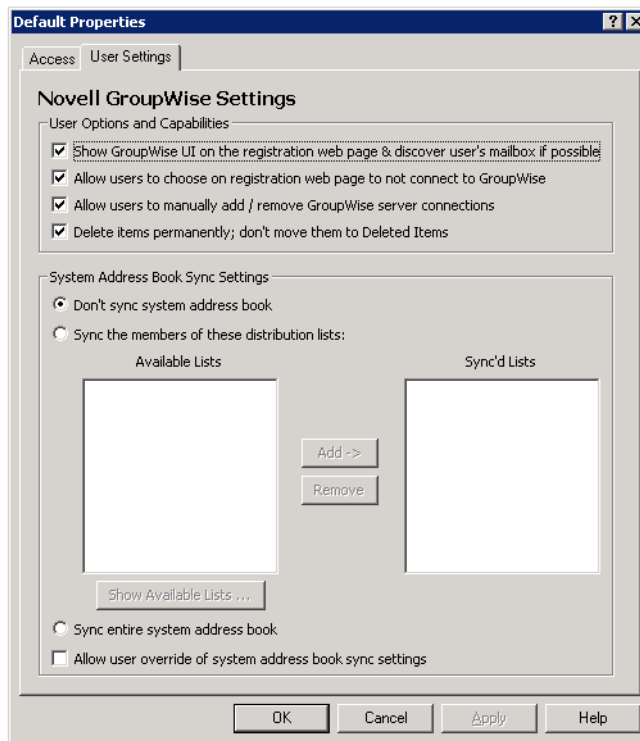 Default Properties
Access
User Settings
Novell GroupWise Settings
User Options and Capabilities
Show GroupWise UI on the registration web page & discover user's mailbox if possible
Allow users to choose on registration web page to not connect to GroupWise
Allow users to manually add / remove GroupWise server connections
Delete items permanently; don't move them to Deleted Items
System Address Book Sync Settings
Don't sync system address book
Sync the members of these distribution lists:
Available Lists
Sync'd Lists
Add ->
Remove
Show Available Lists ...
Sync entire system address book
Allow user override of system address book sync settings
OK
Cancel
Apply
Help